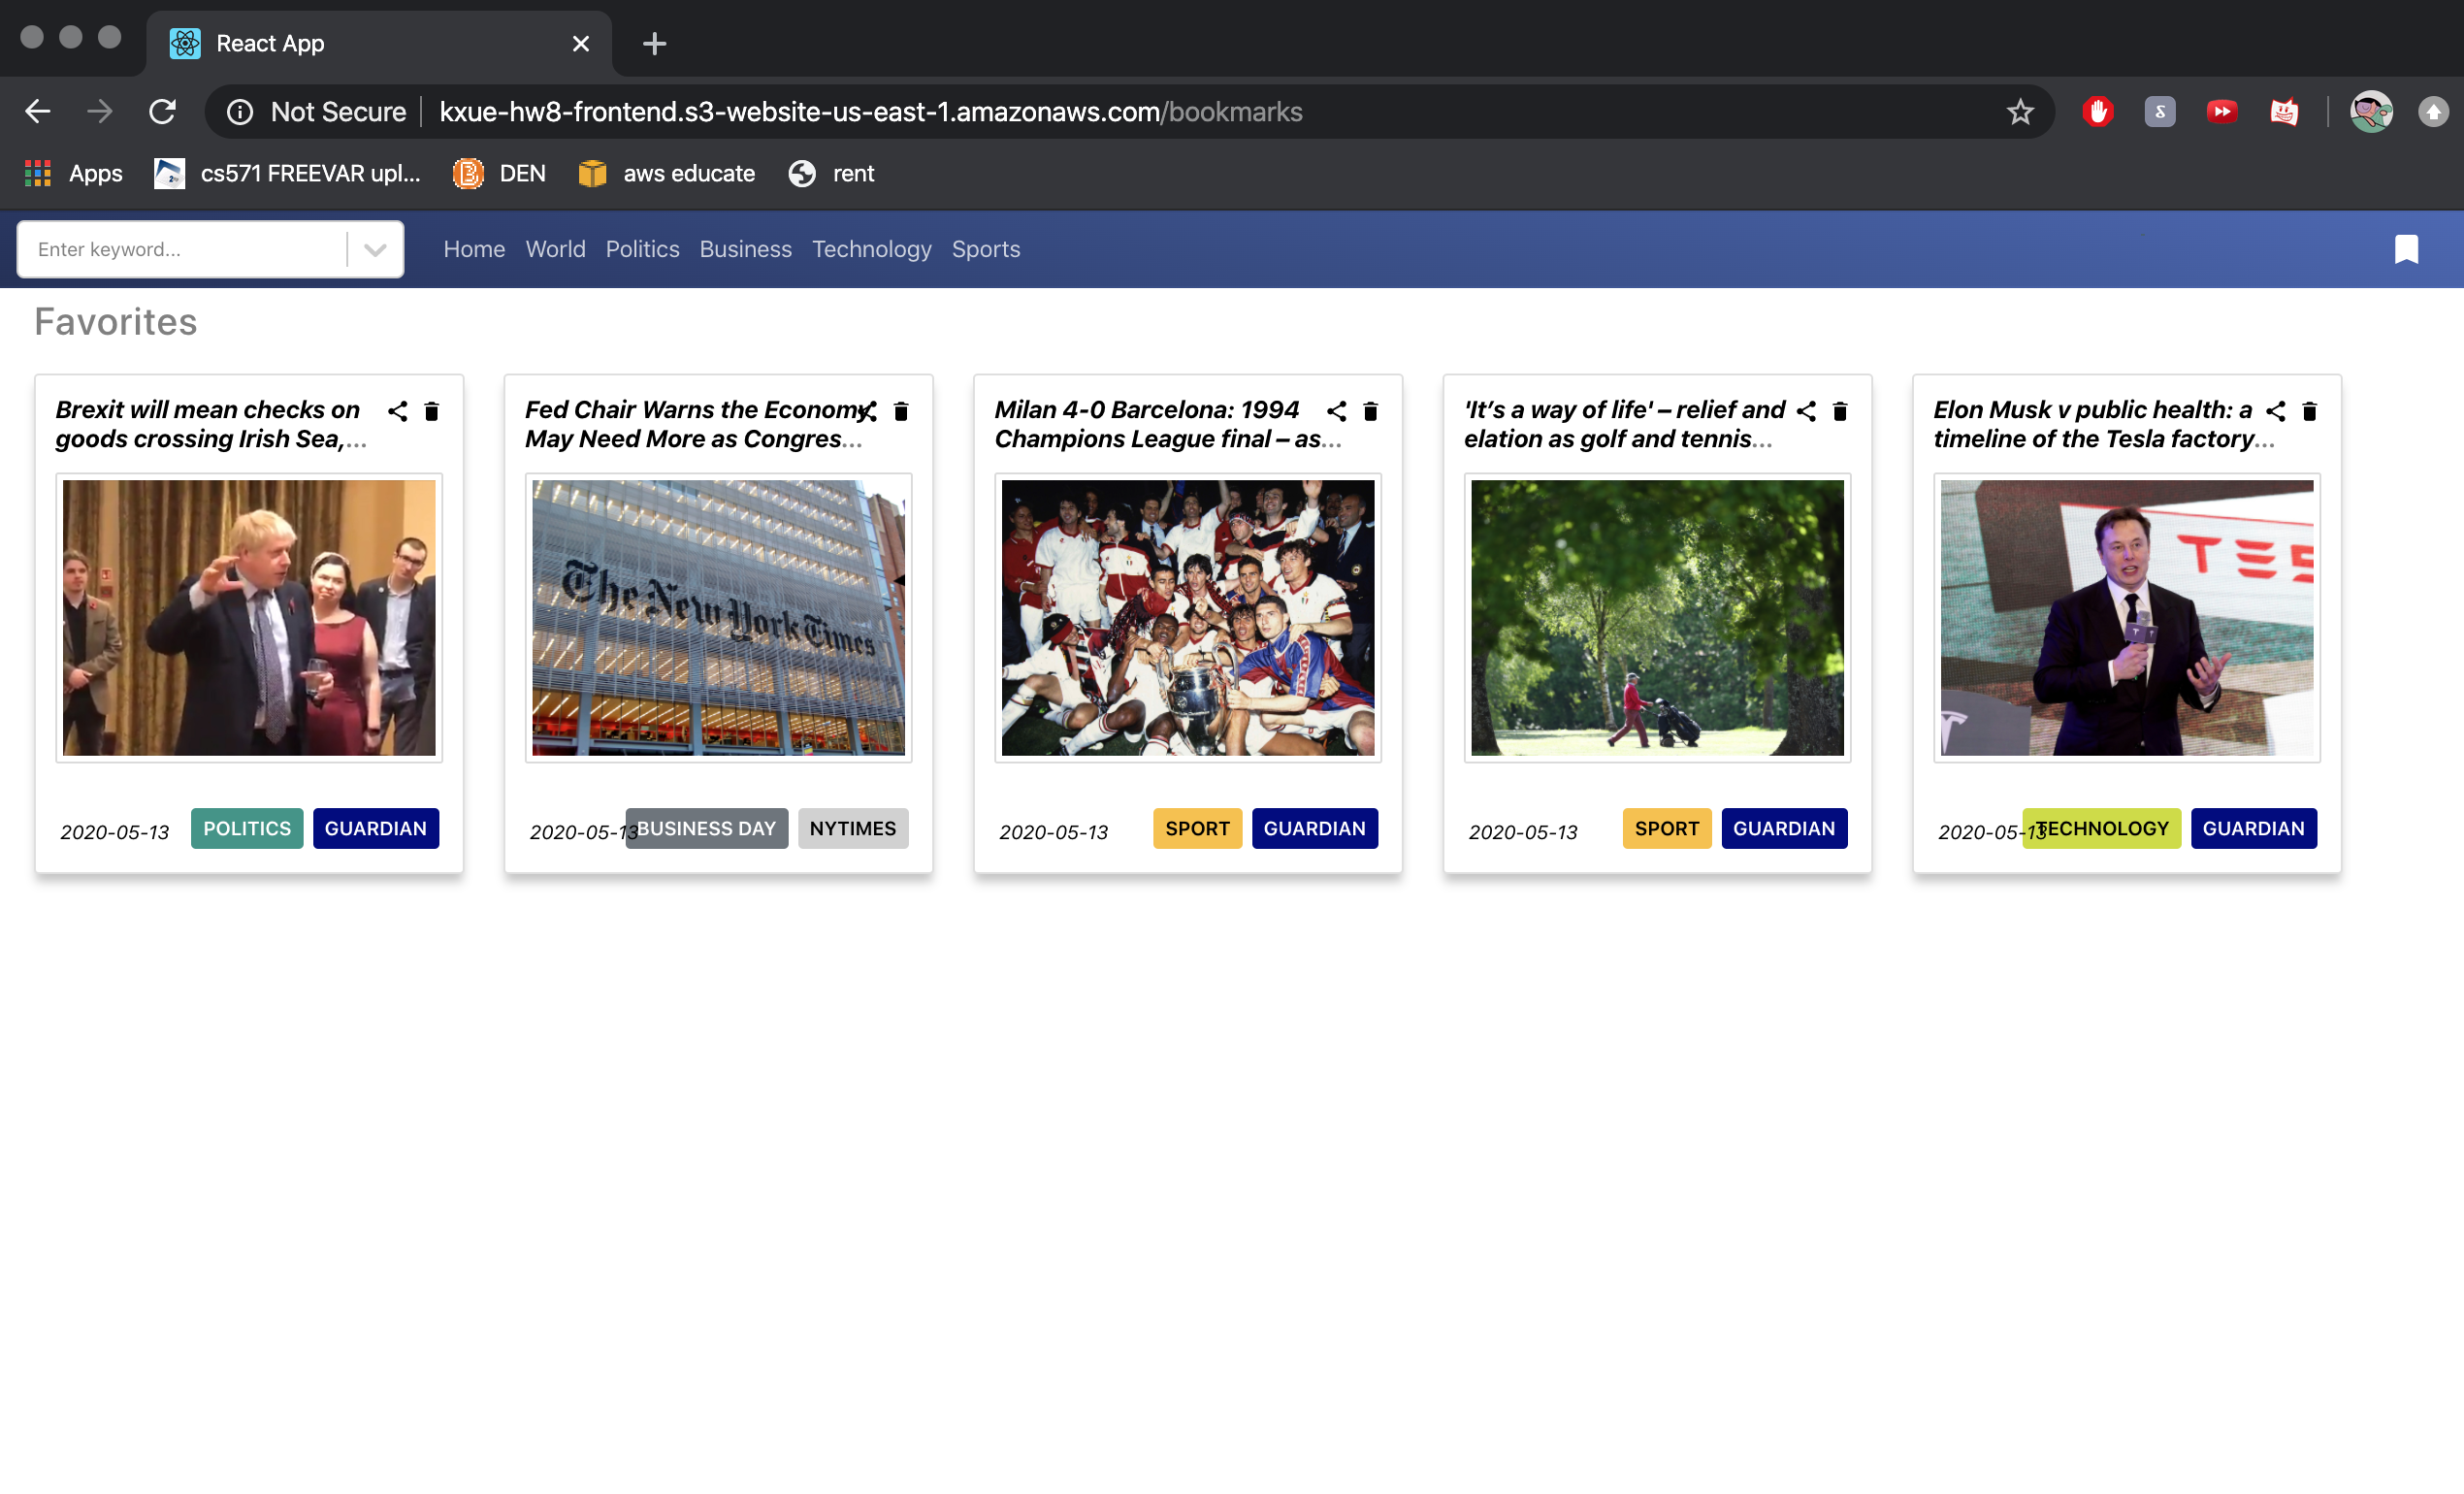 React App
Not Secure
kxue-hw8-frontend.s3-website-us-east-1.amazonaws.com/bookmarks
Apps
cs571 FREEVAR upl...
DEN
aws educate
rent
Enter keyword...
Home
World
Politics
Business
Technology
Sports
Favorites
Brexit will mean checks on
goods crossing Irish Sea,...
2020-05-13
POLITICS
GUARDIAN
Fed Chair Warns the Economy
May Need More as Congres...
The New York Times
2020-05-13
BUSINESS DAY
NYTIMES
Milan 4-0 Barcelona: 1994
Champions League final – as...
2020-05-13
SPORT
GUARDIAN
'It’s a way of life' – relief and
elation as golf and tennis...
2020-05-13
SPORT
GUARDIAN
Elon Musk v public health: a
timeline of the Tesla factory...
TES
2020-05-13
TECHNOLOGY
GUARDIAN